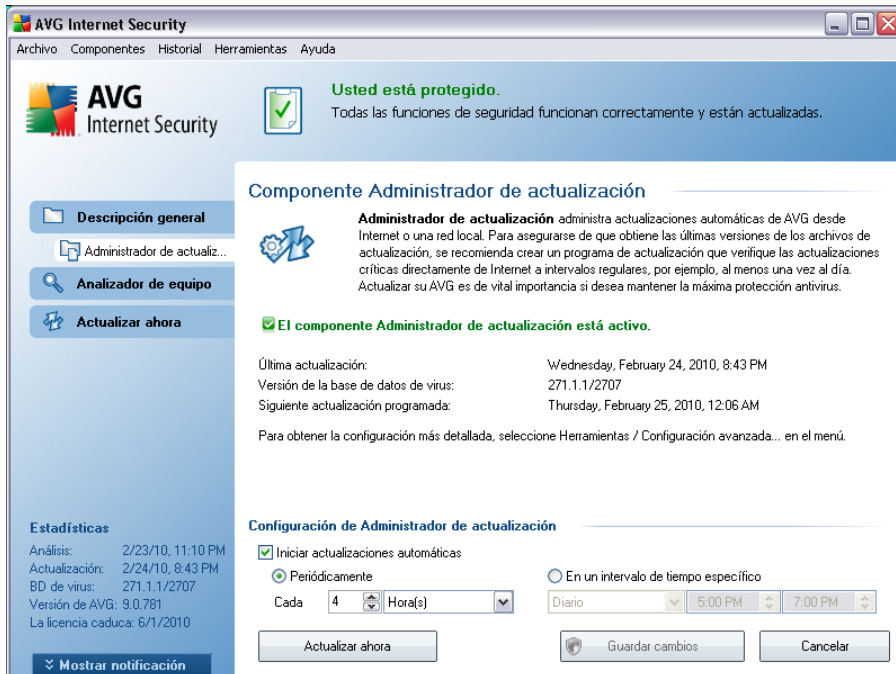 AVG Internet Security
Archivo Componentes Historial Herramientas Ayuda
AVG
Internet Security
Usted está protegido.
Todas las funciones de seguridad funcionan correctamente y están actualizadas.
Descripción general
Administrador de actualiz...
Analizador de equipo
Actualizar ahora
Componente Administrador de actualización
Administrador de actualización administra actualizaciones automáticas de AVG desde
Internet o una red local. Para asegurarse de que obtiene las últimas versiones de los archivos de
actualización, se recomienda crear un programa de actualización que verifique las actualizaciones
críticas directamente de Internet a intervalos regulares, por ejemplo, al menos una vez al día.
Actualizar su AVG es de vital importancia si desea mantener la máxima protección antivirus.
El componente Administrador de actualización está activo.
Última actualización: Wednesday, February 24, 2010, 8:43 PM
Versión de la base de datos de virus: 271.1.1/2707
Siguiente actualización programada: Thursday, February 25, 2010, 12:06 AM
Para obtener la configuración más detallada, seleccione Herramientas / Configuración avanzada... en el menú.
Estadísticas
Análisis: 2/23/10, 11:10 PM
Actualización: 2/24/10, 8:43 PM
BD de virus: 271.1.1/2707
Versión de AVG: 9.0.781
La licencia caduca: 6/1/2010
Mostrar notificación
Configuración de Administrador de actualización
Iniciar actualizaciones automáticas
Periódicamente
En un intervalo de tiempo específico
Cada 4 Hora(s)
Diario 5:00 PM 7:00 PM
Actualizar ahora
Guardar cambios
Cancelar